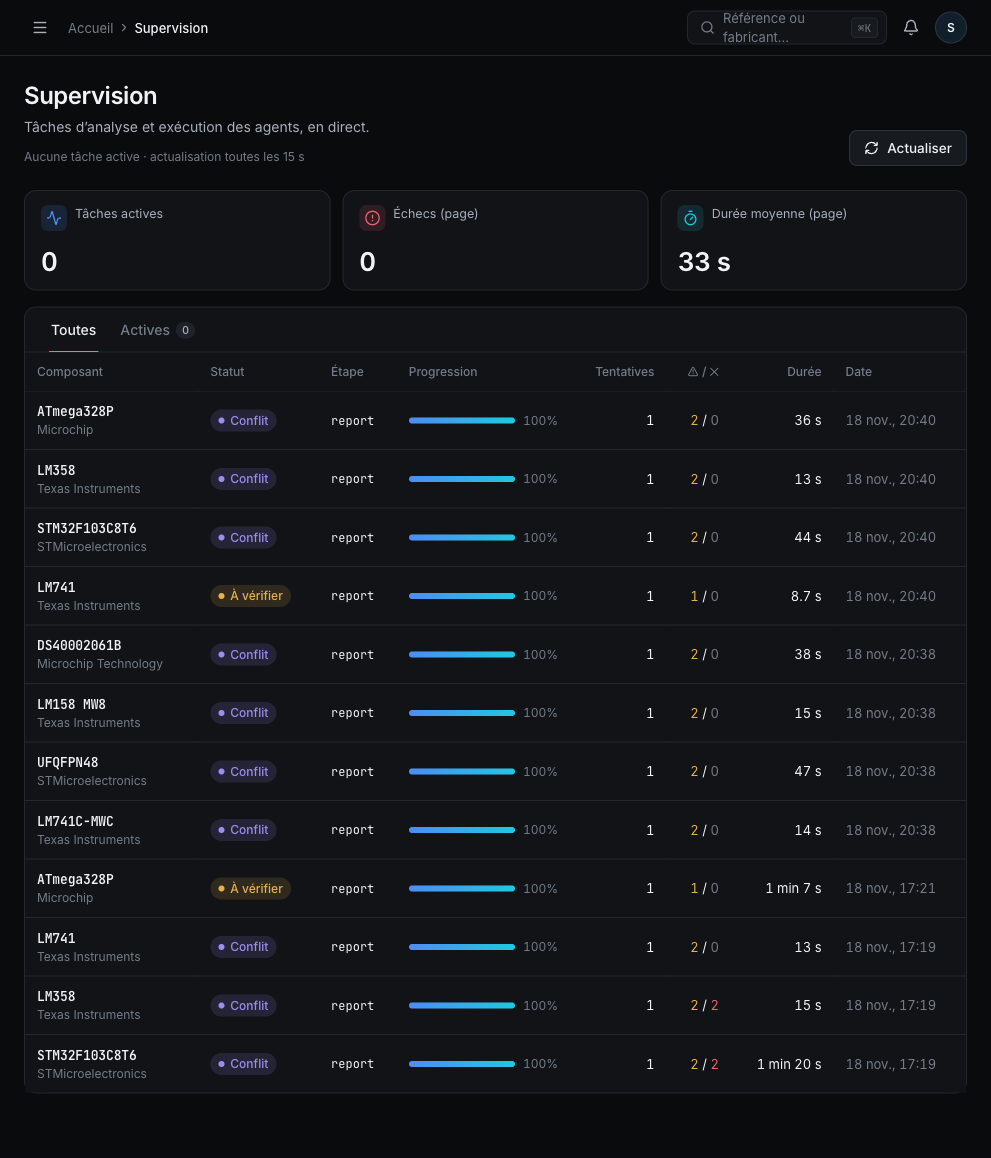 Accueil > Supervision
Référence ou fabricant...
⌘K
S
Supervision
Tâches d’analyse et exécution des agents, en direct.
Aucune tâche active · actualisation toutes les 15 s
Actualiser
Tâches actives
0
Échecs (page)
0
Durée moyenne (page)
33 s
Toutes Actives 0
Composant Statut Étape Progression Tentatives ⚠ / ✕ Durée Date
ATmega328P
Microchip
Conflit report 100% 1 2 / 0 36 s 18 nov., 20:40
LM358
Texas Instruments
Conflit report 100% 1 2 / 0 13 s 18 nov., 20:40
STM32F103C8T6
STMicroelectronics
Conflit report 100% 1 2 / 0 44 s 18 nov., 20:40
LM741
Texas Instruments
À vérifier report 100% 1 1 / 0 8.7 s 18 nov., 20:40
DS40002061B
Microchip Technology
Conflit report 100% 1 2 / 0 38 s 18 nov., 20:38
LM158 MW8
Texas Instruments
Conflit report 100% 1 2 / 0 15 s 18 nov., 20:38
UFQFPN48
STMicroelectronics
Conflit report 100% 1 2 / 0 47 s 18 nov., 20:38
LM741C-MWC
Texas Instruments
Conflit report 100% 1 2 / 0 14 s 18 nov., 20:38
ATmega328P
Microchip
À vérifier report 100% 1 1 / 0 1 min 7 s 18 nov., 17:21
LM741
Texas Instruments
Conflit report 100% 1 2 / 0 13 s 18 nov., 17:19
LM358
Texas Instruments
Conflit report 100% 1 2 / 2 15 s 18 nov., 17:19
STM32F103C8T6
STMicroelectronics
Conflit report 100% 1 2 / 2 1 min 20 s 18 nov., 17:19